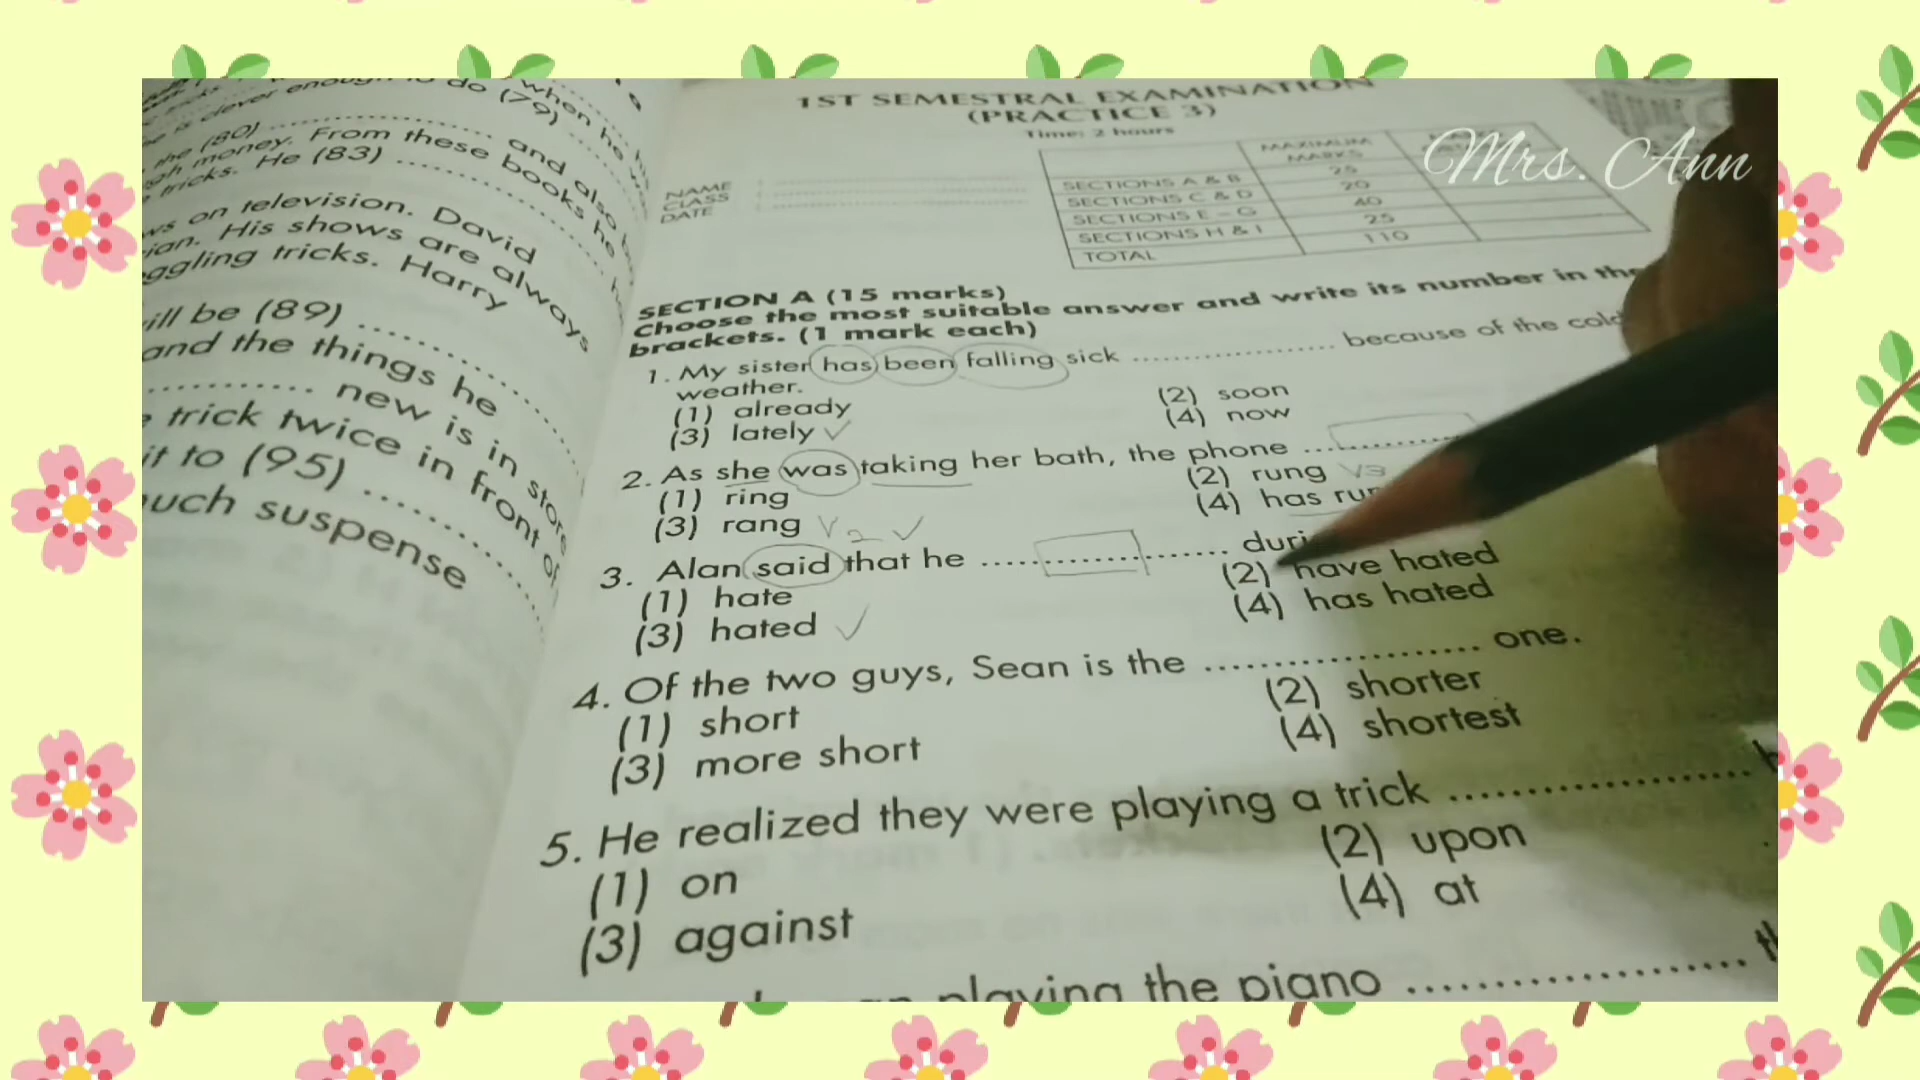 when he
do (79)
the (80) and also
money. From these books he
tricks. He (83)
on television. David
His shows are always
tricks. Harry
be (89)
and the things he
new is in store
trick twice in front of
it to (95)
suspense
1ST SEMESTRAL EXAMINATION
(PRACTICE 3)
Time: 2 hours
Mrs. Ann
MAXIMUM
MARKS
NAME
CLASS
DATE
SECTIONS A & B 25
SECTIONS C & D 20
SECTIONS E – G 40
SECTIONS H & I 25
TOTAL 110
SECTION A (15 marks)
Choose the most suitable answer and write its number in the
brackets. (1 mark each)
1. My sister has been falling sick .................... because of the cold
weather.
(1) already (2) soon
(3) lately ✓ (4) now
2. As she was taking her bath, the phone ....................
(1) ring (2) rung V3
(3) rang V2 ✓ (4) has
3. Alan said that he ....................
(1) hate (2) have hated
(3) hated ✓ (4) has hated
4. Of the two guys, Sean is the .................... one.
(1) short (2) shorter
(3) more short (4) shortest
5. He realized they were playing a trick ....................
(1) on (2) upon
(3) against (4) at
playing the piano ....................